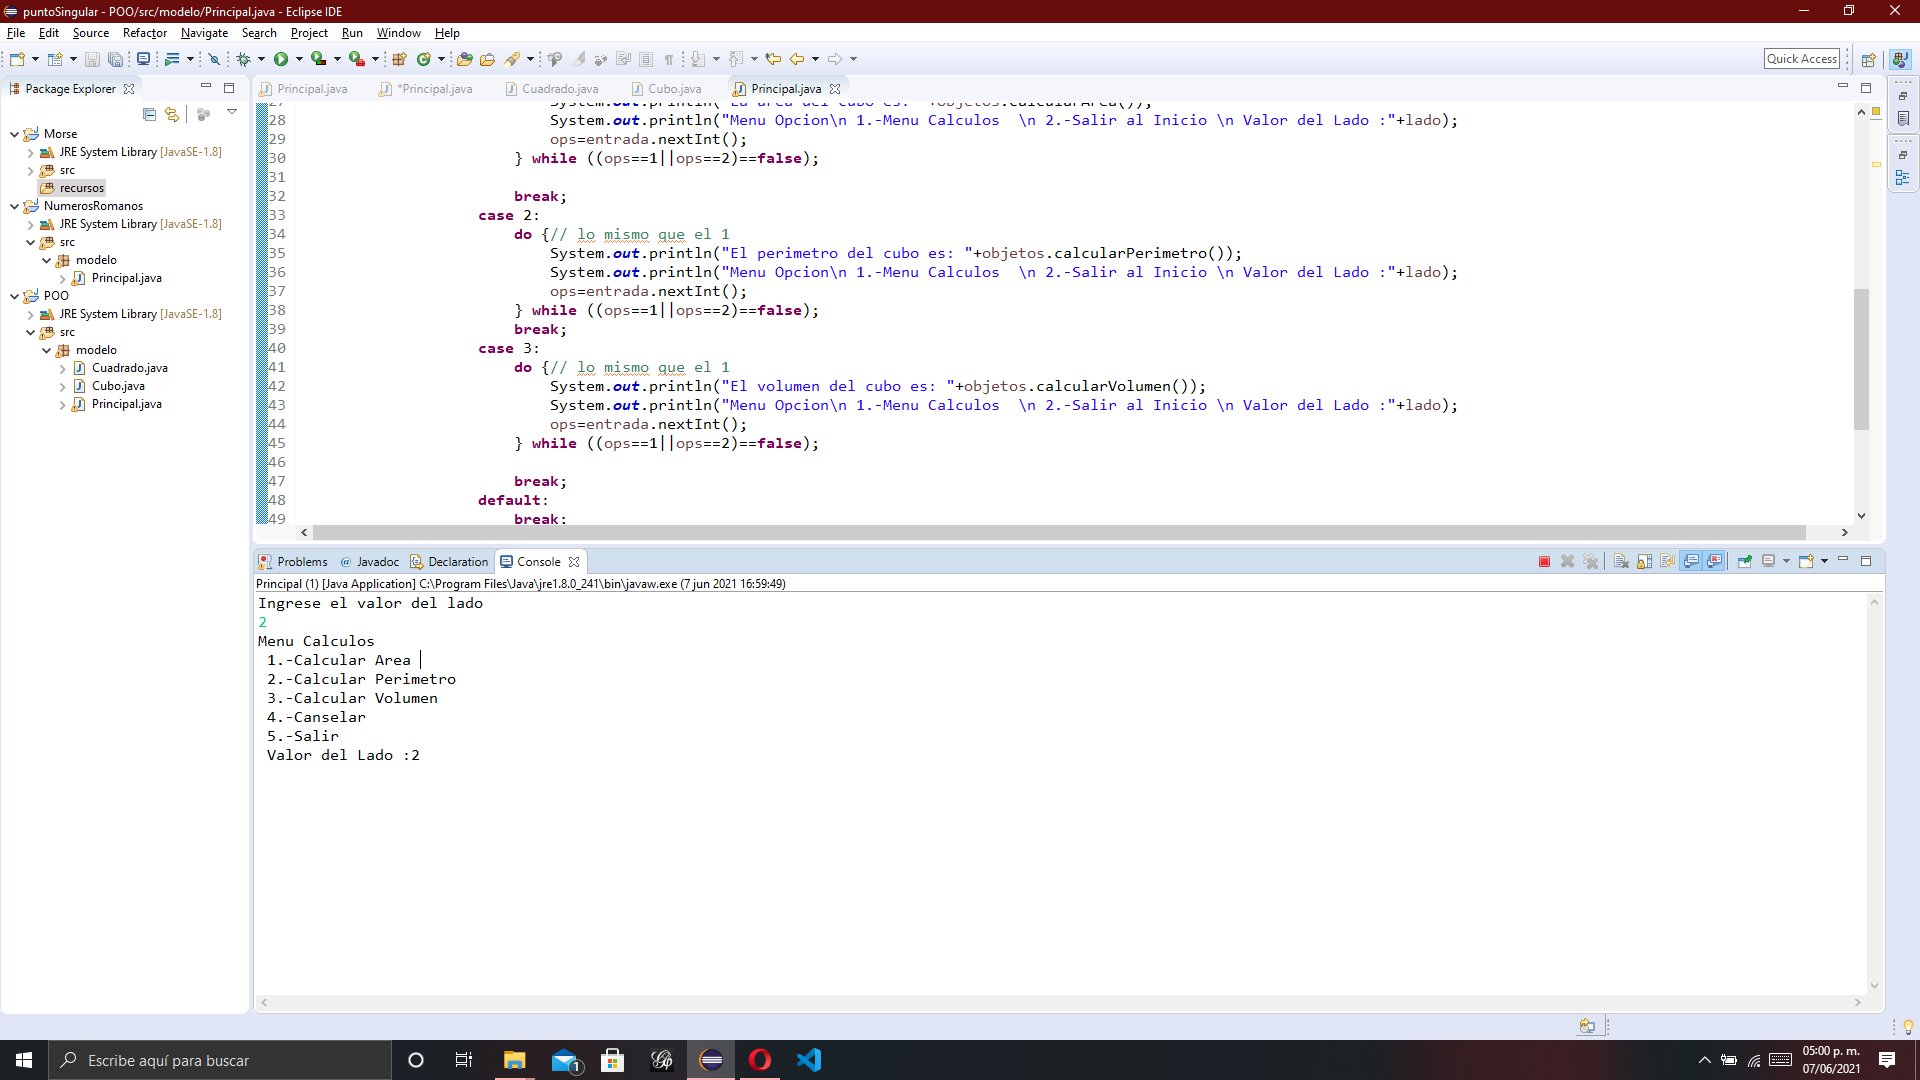 puntoSingular - POO/src/modelo/Principal.java - Eclipse IDE
File Edit Source Refactor Navigate Search Project Run Window Help
Quick Access
Package Explorer
Principal.java *Principal.java Cuadrado.java Cubo.java Principal.java
Morse
JRE System Library [JavaSE-1.8]
src
recursos
NumerosRomanos
JRE System Library [JavaSE-1.8]
src
modelo
Principal.java
POO
JRE System Library [JavaSE-1.8]
src
modelo
Cuadrado.java
Cubo.java
Principal.java
27 System.out.println("La area del cubo es: "+objetos.calcularArea());
28 System.out.println("Menu Opcion\n 1.-Menu Calculos  \n 2.-Salir al Inicio \n Valor del Lado :"+lado);
29 ops=entrada.nextInt();
30 } while ((ops==1||ops==2)==false);
31
32 break;
33 case 2:
34 do {// lo mismo que el 1
35 System.out.println("El perimetro del cubo es: "+objetos.calcularPerimetro());
36 System.out.println("Menu Opcion\n 1.-Menu Calculos  \n 2.-Salir al Inicio \n Valor del Lado :"+lado);
37 ops=entrada.nextInt();
38 } while ((ops==1||ops==2)==false);
39 break;
40 case 3:
41 do {// lo mismo que el 1
42 System.out.println("El volumen del cubo es: "+objetos.calcularVolumen());
43 System.out.println("Menu Opcion\n 1.-Menu Calculos  \n 2.-Salir al Inicio \n Valor del Lado :"+lado);
44 ops=entrada.nextInt();
45 } while ((ops==1||ops==2)==false);
46
47 break;
48 default:
49 break;
Problems @ Javadoc Declaration Console
Principal (1) [Java Application] C:\Program Files\Java\jre1.8.0_241\bin\javaw.exe (7 jun 2021 16:59:49)
Ingrese el valor del lado
2
Menu Calculos
1.-Calcular Area
2.-Calcular Perimetro
3.-Calcular Volumen
4.-Canselar
5.-Salir
Valor del Lado :2
Escribe aquí para buscar
1
05:00 p. m.
07/06/2021